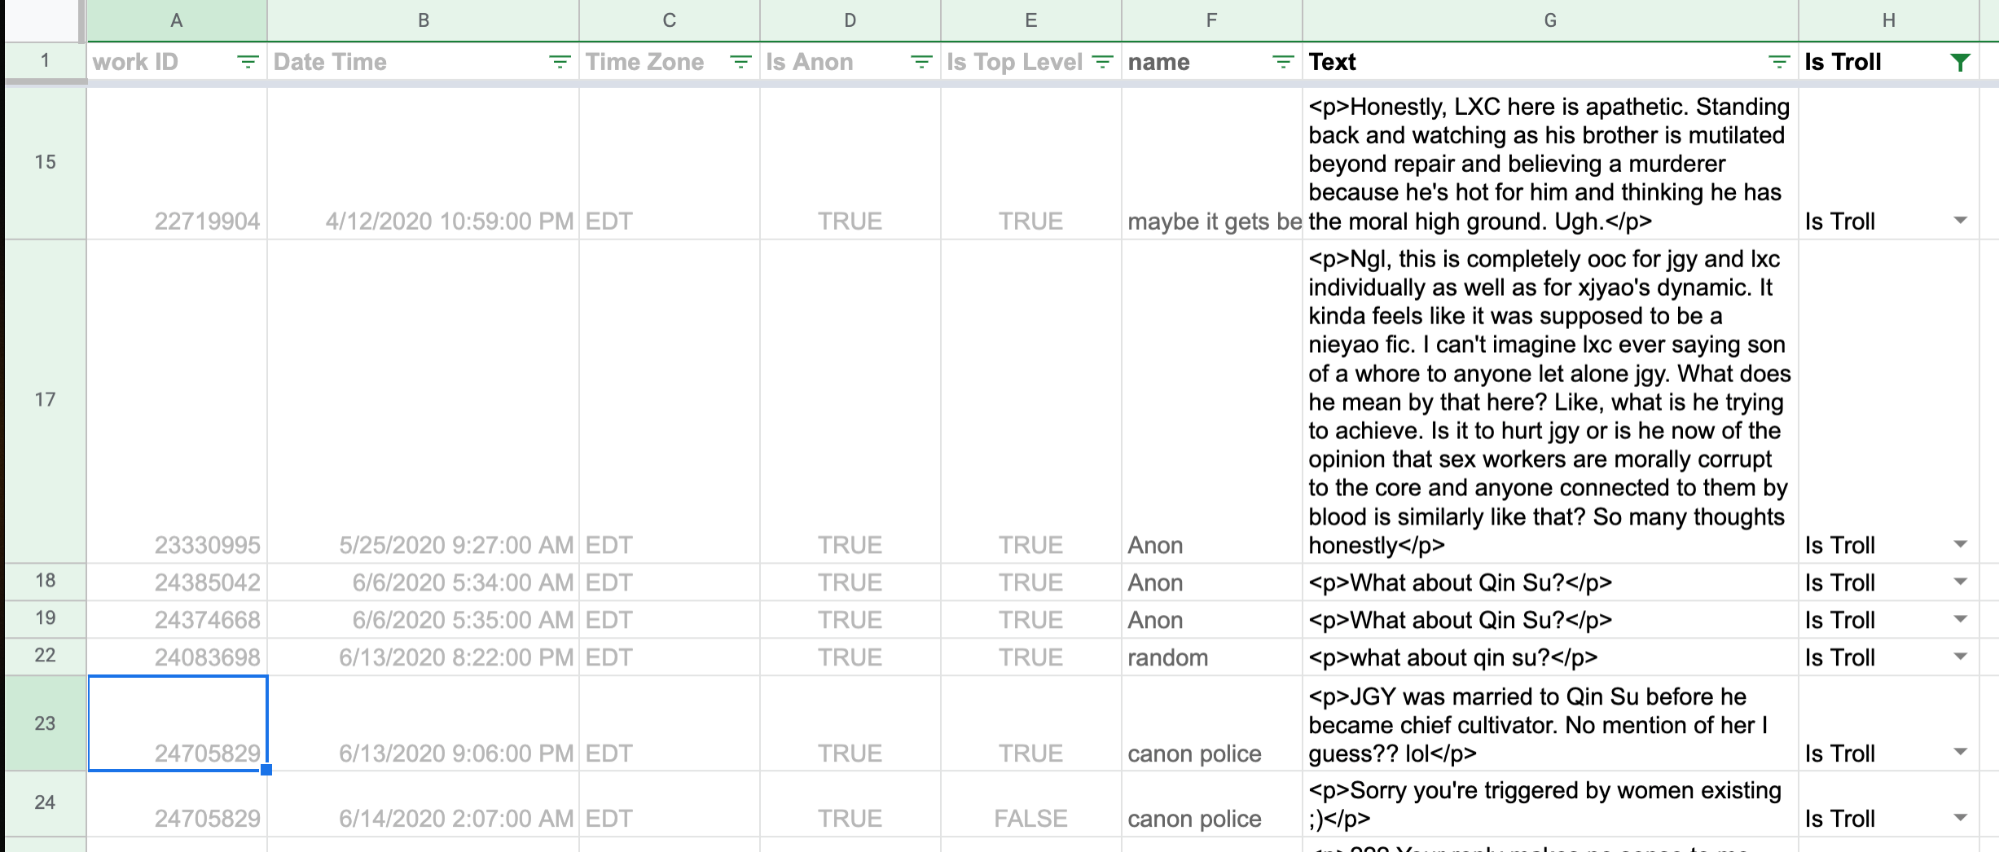 A B C D E F G H
1 work ID Date Time Time Zone Is Anon Is Top Level name Text Is Troll
<p>Honestly, LXC here is apathetic. Standing
back and watching as his brother is mutilated
15 beyond repair and believing a murderer
because he's hot for him and thinking he has
22719904 4/12/2020 10:59:00 PM EDT TRUE TRUE maybe it gets be the moral high ground. Ugh.</p> Is Troll
<p>Ngl, this is completely ooc for jgy and lxc
individually as well as for xjyao's dynamic. It
kinda feels like it was supposed to be a
nieyao fic. I can't imagine lxc ever saying son
of a whore to anyone let alone jgy. What does
17 he mean by that here? Like, what is he trying
to achieve. Is it to hurt jgy or is he now of the
opinion that sex workers are morally corrupt
to the core and anyone connected to them by
blood is similarly like that? So many thoughts
23330995 5/25/2020 9:27:00 AM EDT TRUE TRUE Anon honestly</p> Is Troll
18 24385042 6/6/2020 5:34:00 AM EDT TRUE TRUE Anon <p>What about Qin Su?</p> Is Troll
19 24374668 6/6/2020 5:35:00 AM EDT TRUE TRUE Anon <p>What about Qin Su?</p> Is Troll
22 24083698 6/13/2020 8:22:00 PM EDT TRUE TRUE random <p>what about qin su?</p> Is Troll
<p>JGY was married to Qin Su before he
23 became chief cultivator. No mention of her I
24705829 6/13/2020 9:06:00 PM EDT TRUE TRUE canon police guess?? lol</p> Is Troll
24 <p>Sorry you're triggered by women existing
24705829 6/14/2020 2:07:00 AM EDT TRUE FALSE canon police ;)</p> Is Troll